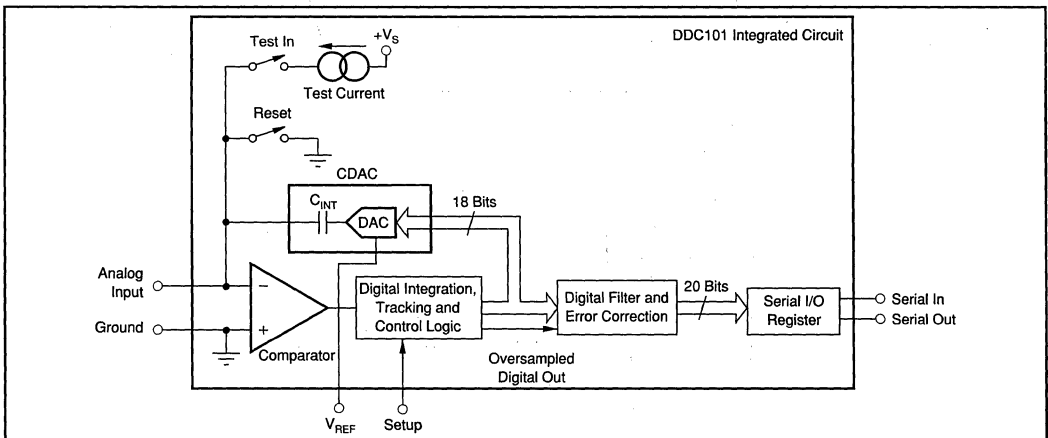 DDC101 Integrated Circuit
Test In
+VS
Test Current
Reset
CDAC
CINT
DAC
18 Bits
Analog
Input
−
Ground
+
Comparator
Digital Integration,
Tracking and
Control Logic
Digital Filter and
Error Correction
20 Bits
Serial I/O
Register
Serial In
Serial Out
Oversampled
Digital Out
VREF
Setup